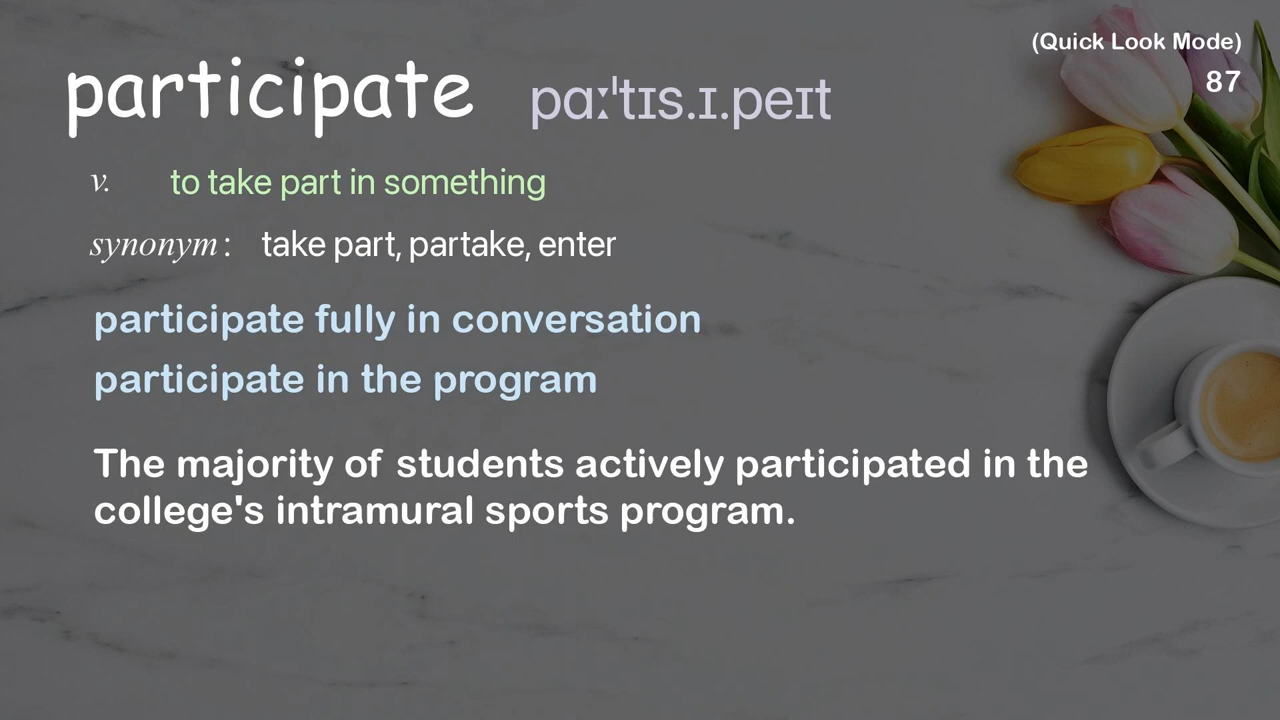 (Quick Look Mode)
87
participate pɑːˈtɪs.ɪ.peɪt
v. to take part in something
synonym : take part, partake, enter
participate fully in conversation
participate in the program
The majority of students actively participated in the
college's intramural sports program.